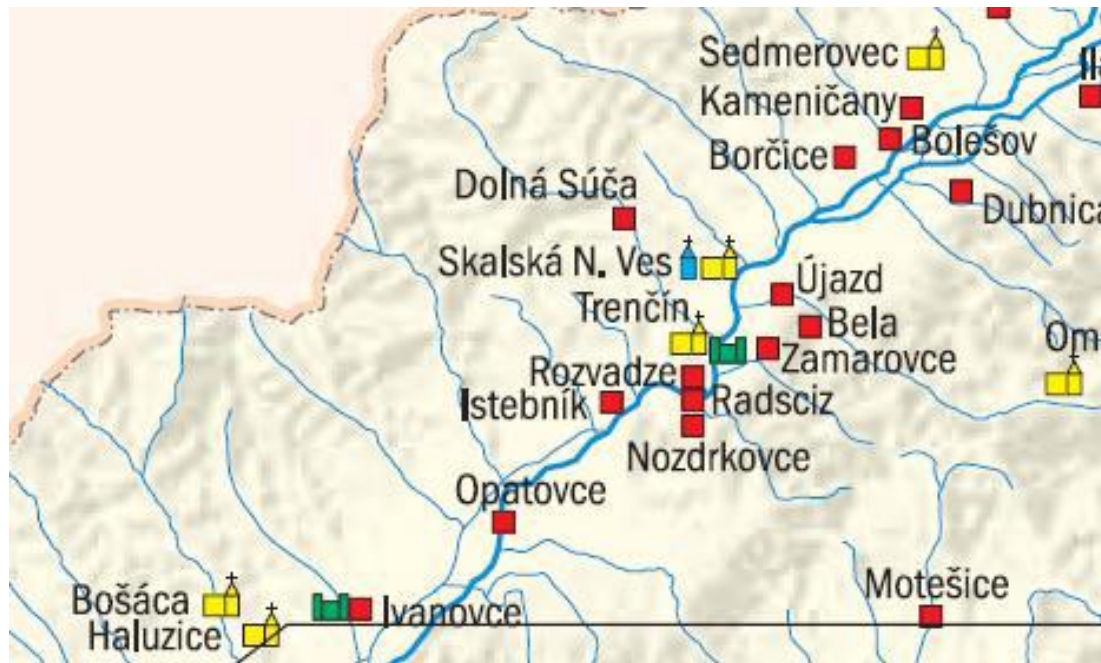 Sedmerovec
Kameničany
Bolešov
Borčice
Dubnica
Dolná Súča
Skalská N. Ves
Trenčín
Újazd
Bela
Zamarovce
Rozvadze
Istebník
Radsciz
Nozdrkovce
Opatovce
Motešice
Bošáca
Haluzice
Ivanovce